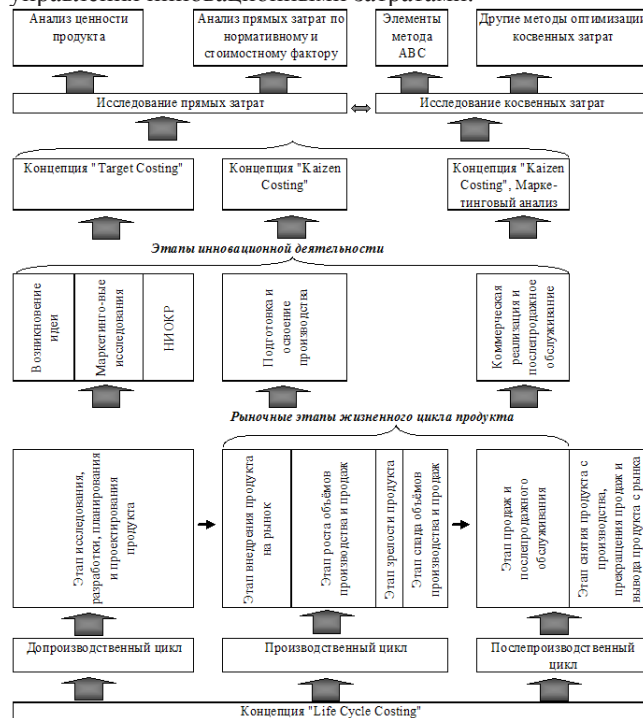 управления инновационными затратами.
Анализ ценности
продукта
Анализ прямых затрат по
нормативному и
стоимостному фактору
Элементы
метода
ABC
Другие методы оптимизации
косвенных затрат
Исследование прямых затрат
Исследование косвенных затрат
Концепция "Target Costing"
Концепция "Kaizen
Costing"
Концепция "Kaizen
Costing", Марке-
тинговый анализ
Этапы инновационной деятельности
Возникновение
идеи
Маркетинго-вые
исследования
НИОКР
Подготовка и
освоение
производства
Коммерческая
реализация и
послепродажное
обслуживание
Рыночные этапы жизненного цикла продукта
Этап исследования,
разработки, планирования
и проектирования
продукта
Этап внедрения продукта
на рынок
Этап роста объёмов
производства и продаж
Этап зрелости продукта
Этап спада объёмов
производства и продаж
Этап продаж и
послепродажного
обслуживания
Этап снятия продукта с
производства,
прекращения продаж и
вывода продукта с рынка
Допроизводственный цикл
Производственный цикл
Послепроизводственный
цикл
Концепция "Life Cycle Costing"